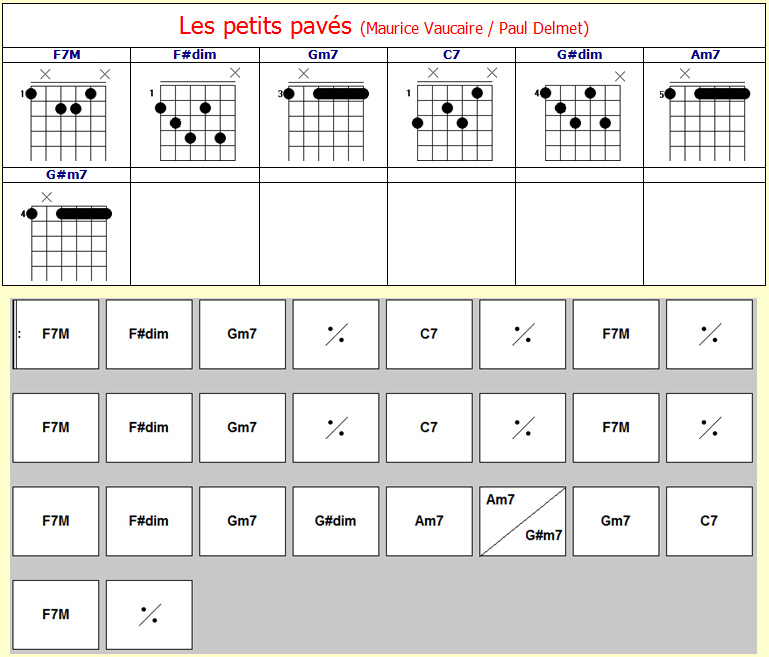 Les petits pavés (Maurice Vaucaire / Paul Delmet)
F7M F#dim Gm7 C7 G#dim Am7
1 1 3 1 4 5
G#m7
4
: F7M F#dim Gm7 ٪ C7 ٪ F7M ٪
F7M F#dim Gm7 ٪ C7 ٪ F7M ٪
F7M F#dim Gm7 G#dim Am7 Am7 G#m7 Gm7 C7
F7M ٪